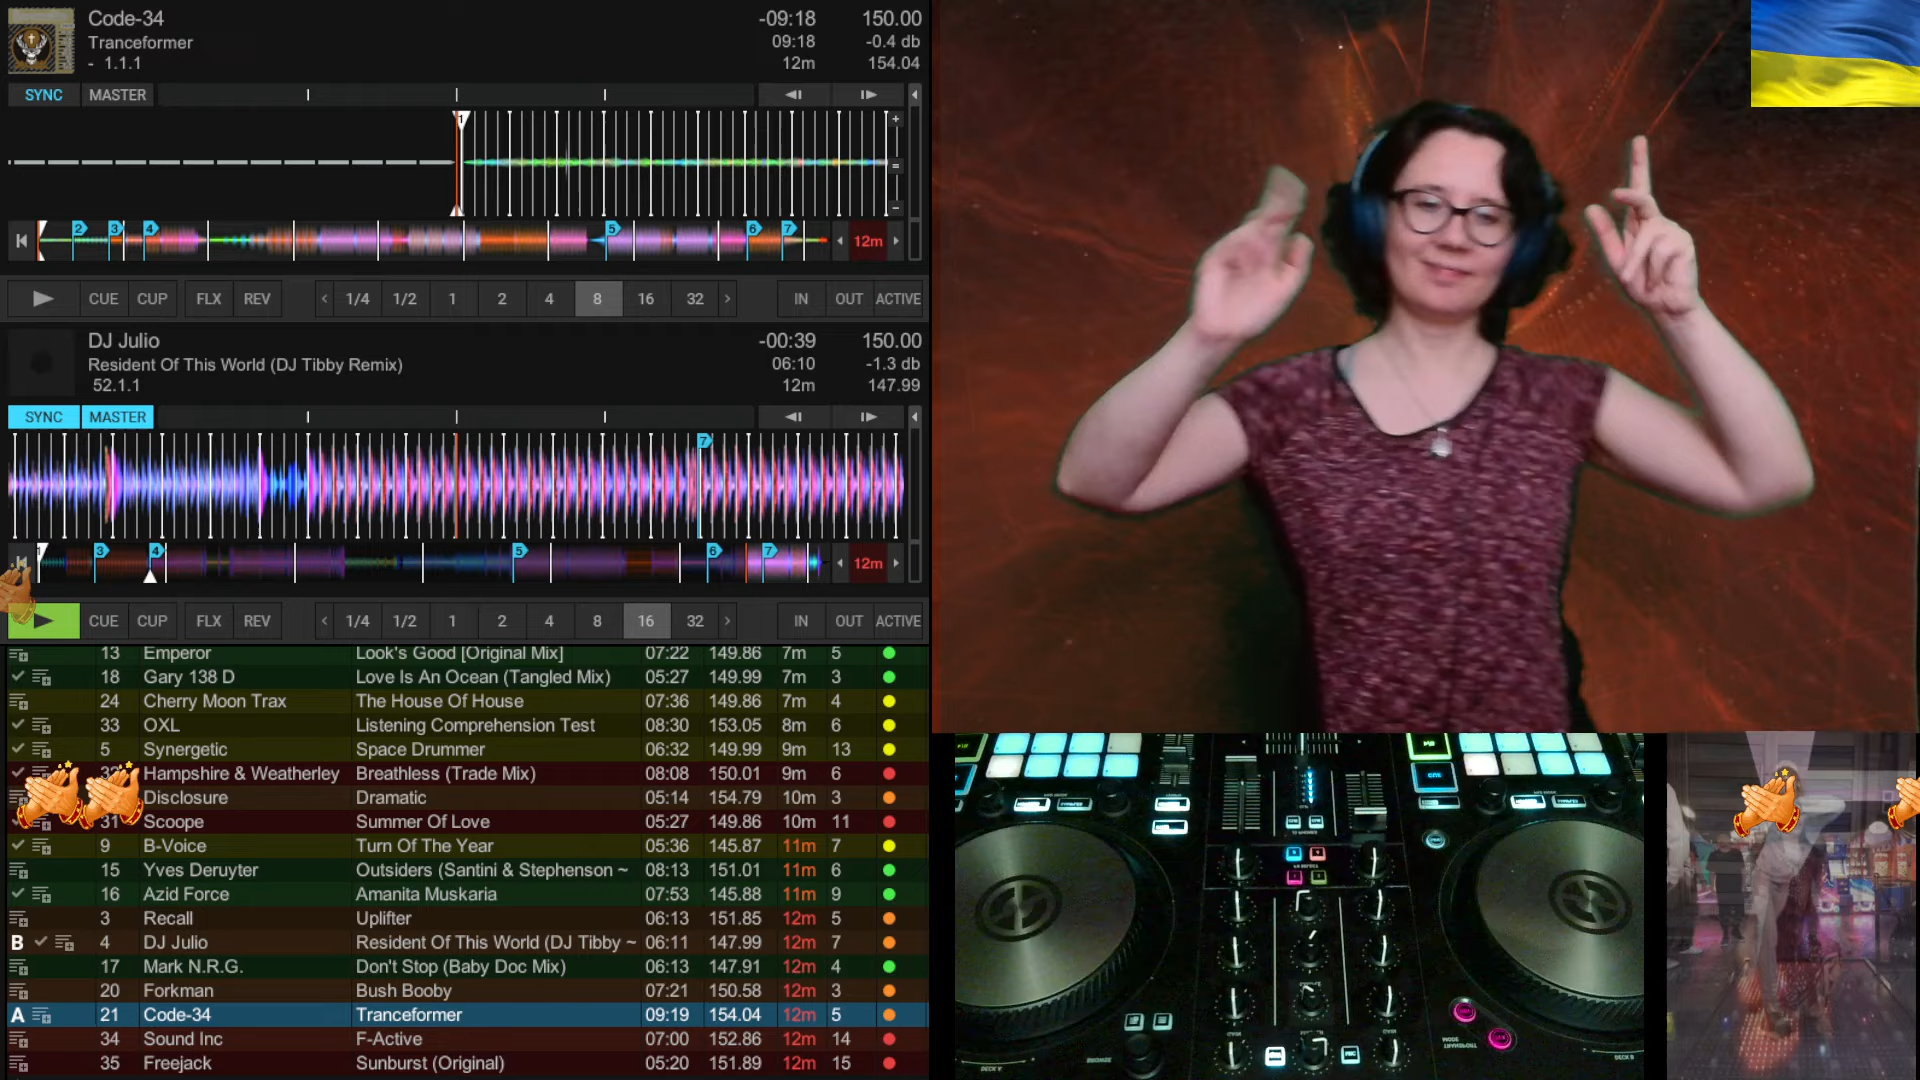 Code-34 -09:18 150.00
Tranceformer 09:18 -0.4 db
- 1.1.1 12m 154.04
SYNC MASTER
1
+
=
-
2 3 4 5 6 7 12m
CUE CUP FLX REV 1/4 1/2 1 2 4 8 16 32 IN OUT ACTIVE
DJ Julio -00:39 150.00
Resident Of This World (DJ Tibby Remix) 06:10 -1.3 db
52.1.1 12m 147.99
SYNC MASTER
7
1 3 4 5 6 7 12m
CUE CUP FLX REV 1/4 1/2 1 2 4 8 16 32 IN OUT ACTIVE
13 Emperor Look's Good [Original Mix] 07:22 149.86 7m 5
18 Gary 138 D Love Is An Ocean (Tangled Mix) 05:27 149.99 7m 3
24 Cherry Moon Trax The House Of House 07:36 149.86 7m 4
33 OXL Listening Comprehension Test 08:30 153.05 8m 6
5 Synergetic Space Drummer 06:32 149.99 9m 13
Hampshire & Weatherley Breathless (Trade Mix) 08:08 150.01 9m 6
Disclosure Dramatic 05:14 154.79 10m 3
31 Scoope Summer Of Love 05:27 149.86 10m 11
9 B-Voice Turn Of The Year 05:36 145.87 11m 7
15 Yves Deruyter Outsiders (Santini & Stephenson ~ 08:13 151.01 11m 6
16 Azid Force Amanita Muskaria 07:53 145.88 11m 9
3 Recall Uplifter 06:13 151.85 12m 5
B 4 DJ Julio Resident Of This World (DJ Tibby ~ 06:11 147.99 12m 7
17 Mark N.R.G. Don't Stop (Baby Doc Mix) 06:13 147.91 12m 4
20 Forkman Bush Booby 07:21 150.58 12m 3
A 21 Code-34 Tranceformer 09:19 154.04 12m 5
34 Sound Inc F-Active 07:00 152.86 12m 14
35 Freejack Sunburst (Original) 05:20 151.89 12m 15